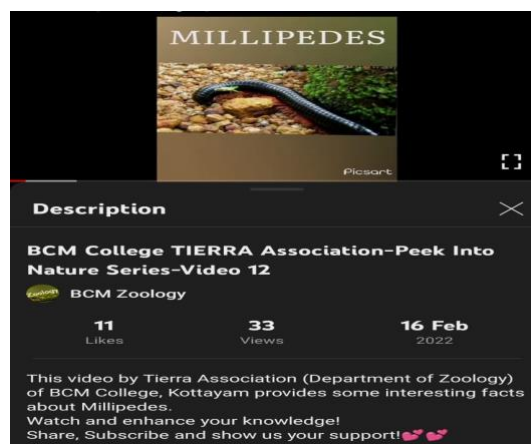 MILLIPEDES
Picsart
Description
BCM College TIERRA Association-Peek Into
Nature Series-Video 12
Zoology
BCM Zoology
11 33 16 Feb
Likes Views 2022
This video by Tierra Association (Department of Zoology)
of BCM College, Kottayam provides some interesting facts
about Millipedes.
Watch and enhance your knowledge!
Share, Subscribe and show us your support!💕💕